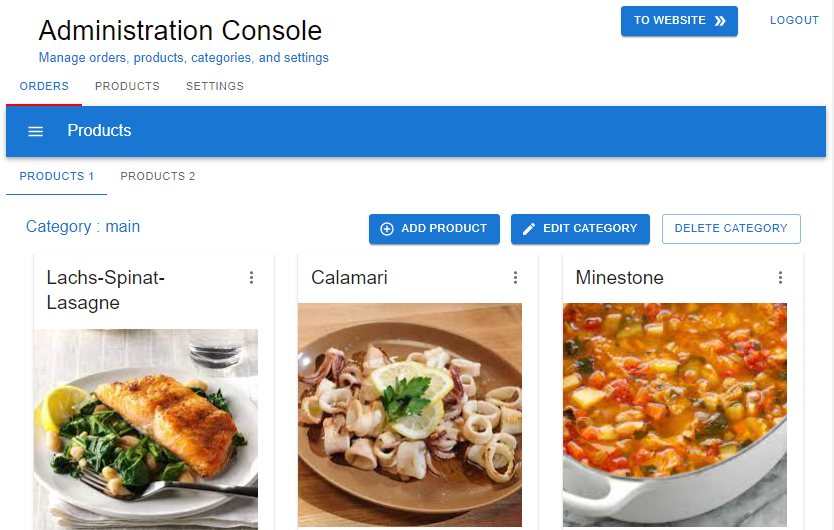 Administration Console
TO WEBSITE
LOGOUT
Manage orders, products, categories, and settings
ORDERS PRODUCTS SETTINGS
Products
PRODUCTS 1 PRODUCTS 2
Category : main
ADD PRODUCT
EDIT CATEGORY
DELETE CATEGORY
Lachs-Spinat-
Lasagne
Calamari
Minestone